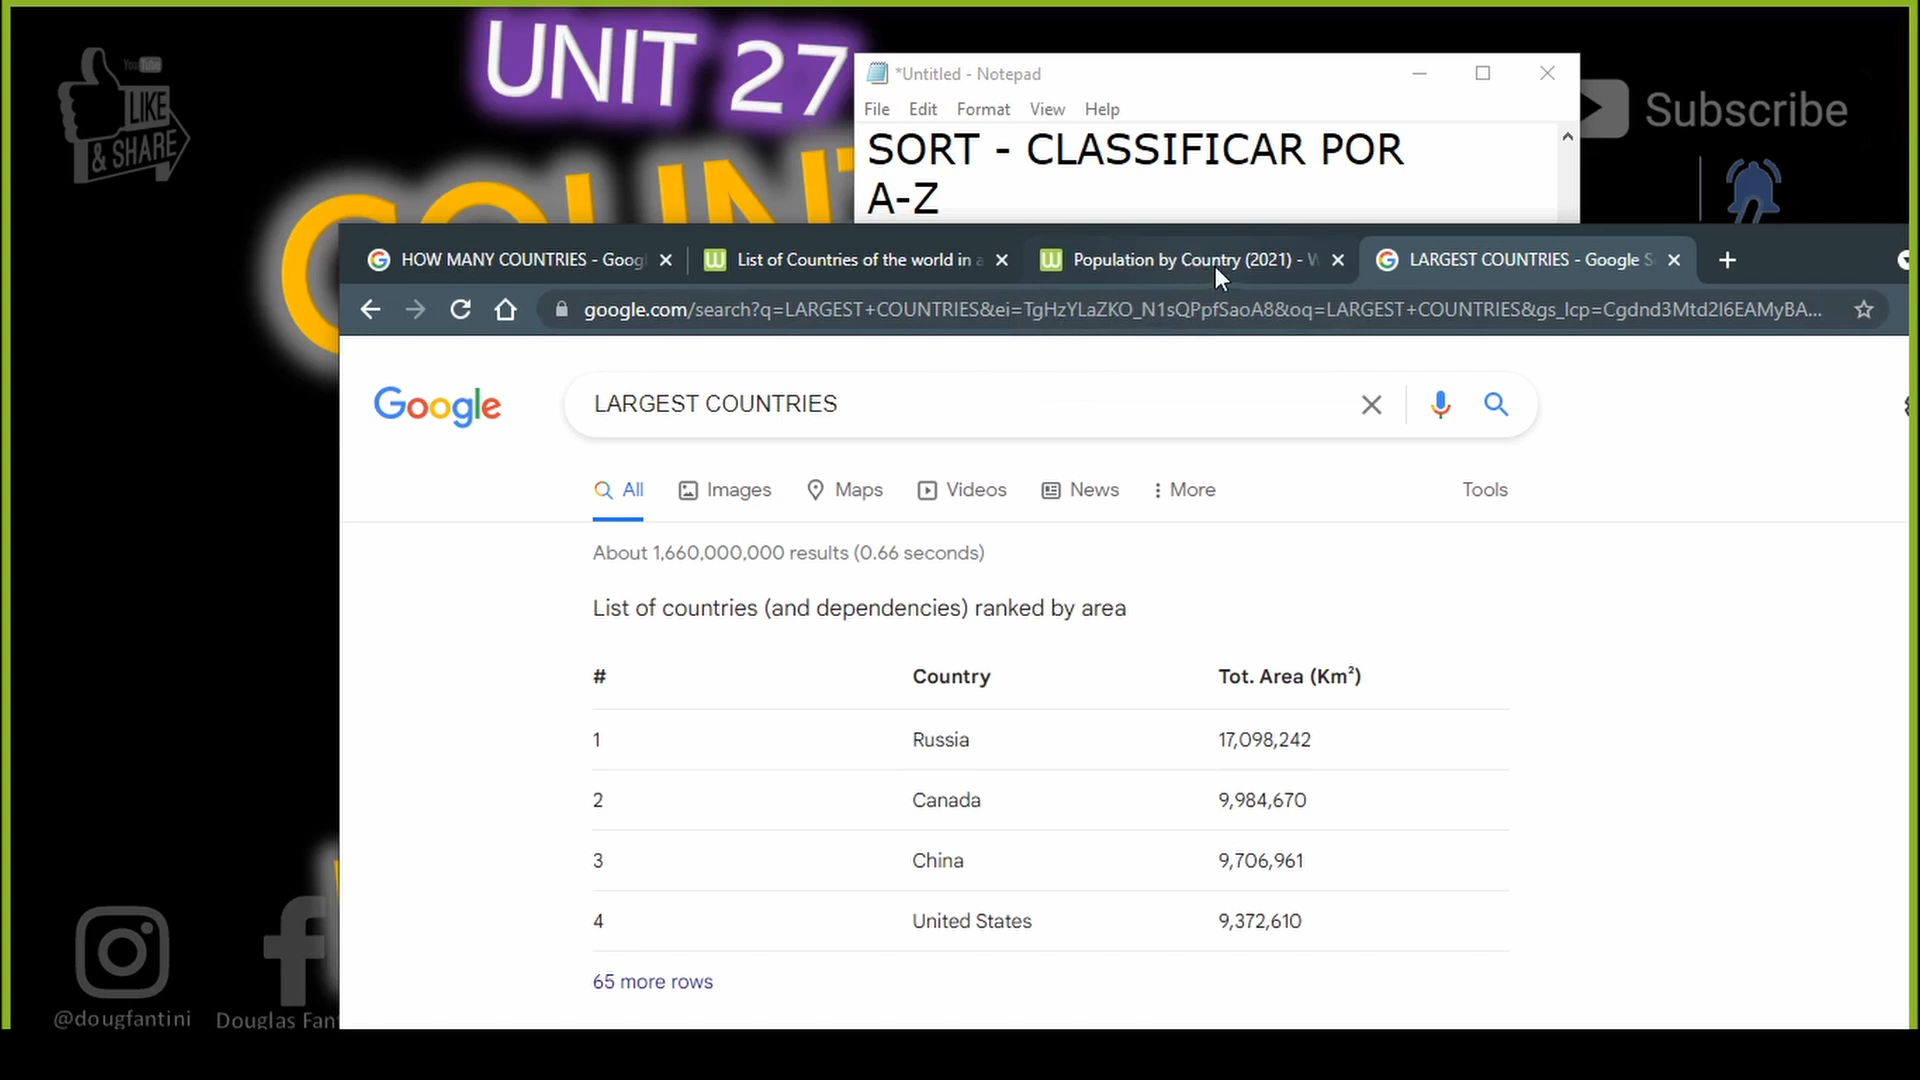 UNIT 27
YouTube
LIKE
& SHARE
*Untitled - Notepad
File Edit Format View Help
SORT - CLASSIFICAR POR
A-Z
Subscribe
COUNT
HOW MANY COUNTRIES - Goog
List of Countries of the world in a
Population by Country (2021) - W
LARGEST COUNTRIES - Google S
google.com/search?q=LARGEST+COUNTRIES&ei=TgHzYLaZKO_N1sQPpfSaoA8&oq=LARGEST+COUNTRIES&gs_lcp=Cgdnd3Mtd2l6EAMyBA...
Google
LARGEST COUNTRIES
All Images Maps Videos News More Tools
About 1,660,000,000 results (0.66 seconds)
List of countries (and dependencies) ranked by area
# Country Tot. Area (Km²)
1 Russia 17,098,242
2 Canada 9,984,670
3 China 9,706,961
4 United States 9,372,610
65 more rows
@dougfantini
Douglas Fant